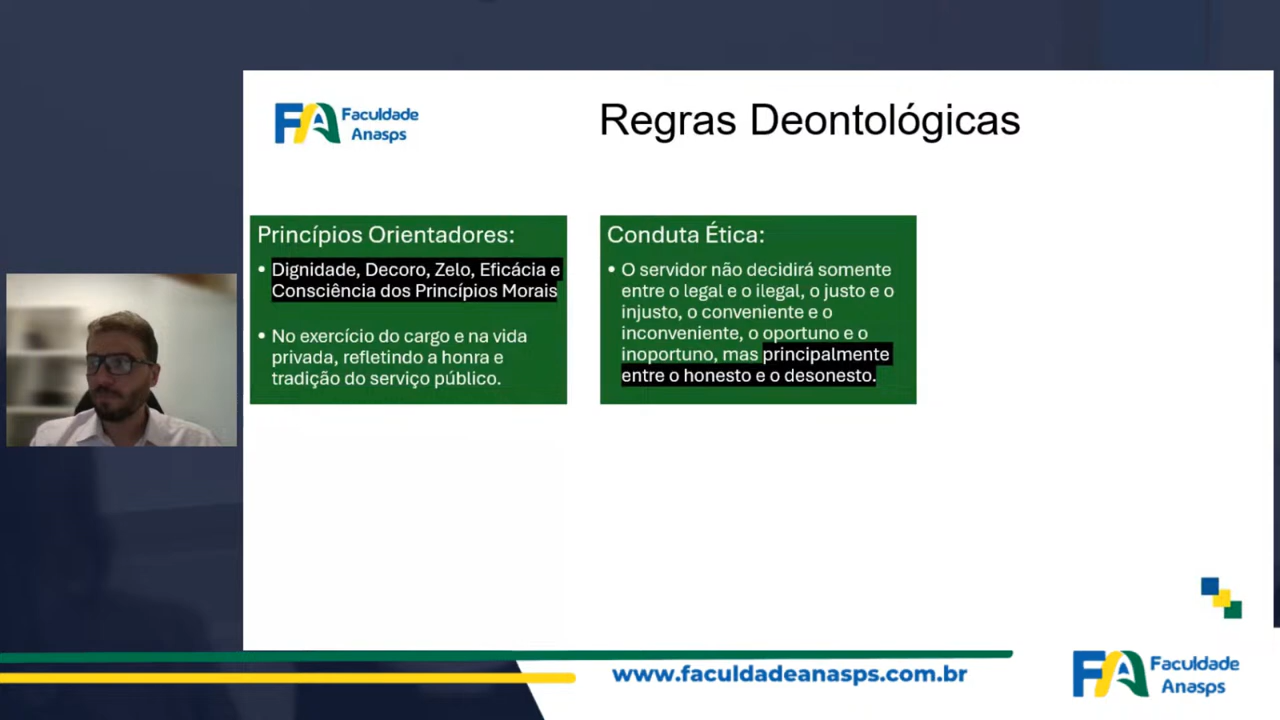 Faculdade
Anasps
Regras Deontológicas
Princípios Orientadores:
• Dignidade, Decoro, Zelo, Eficácia e
Consciência dos Princípios Morais
• No exercício do cargo e na vida
privada, refletindo a honra e
tradição do serviço público.
Conduta Ética:
• O servidor não decidirá somente
entre o legal e o ilegal, o justo e o
injusto, o conveniente e o
inconveniente, o oportuno e o
inoportuno, mas principalmente
entre o honesto e o desonesto.
www.faculdadeanasps.com.br
FA Faculdade
Anasps